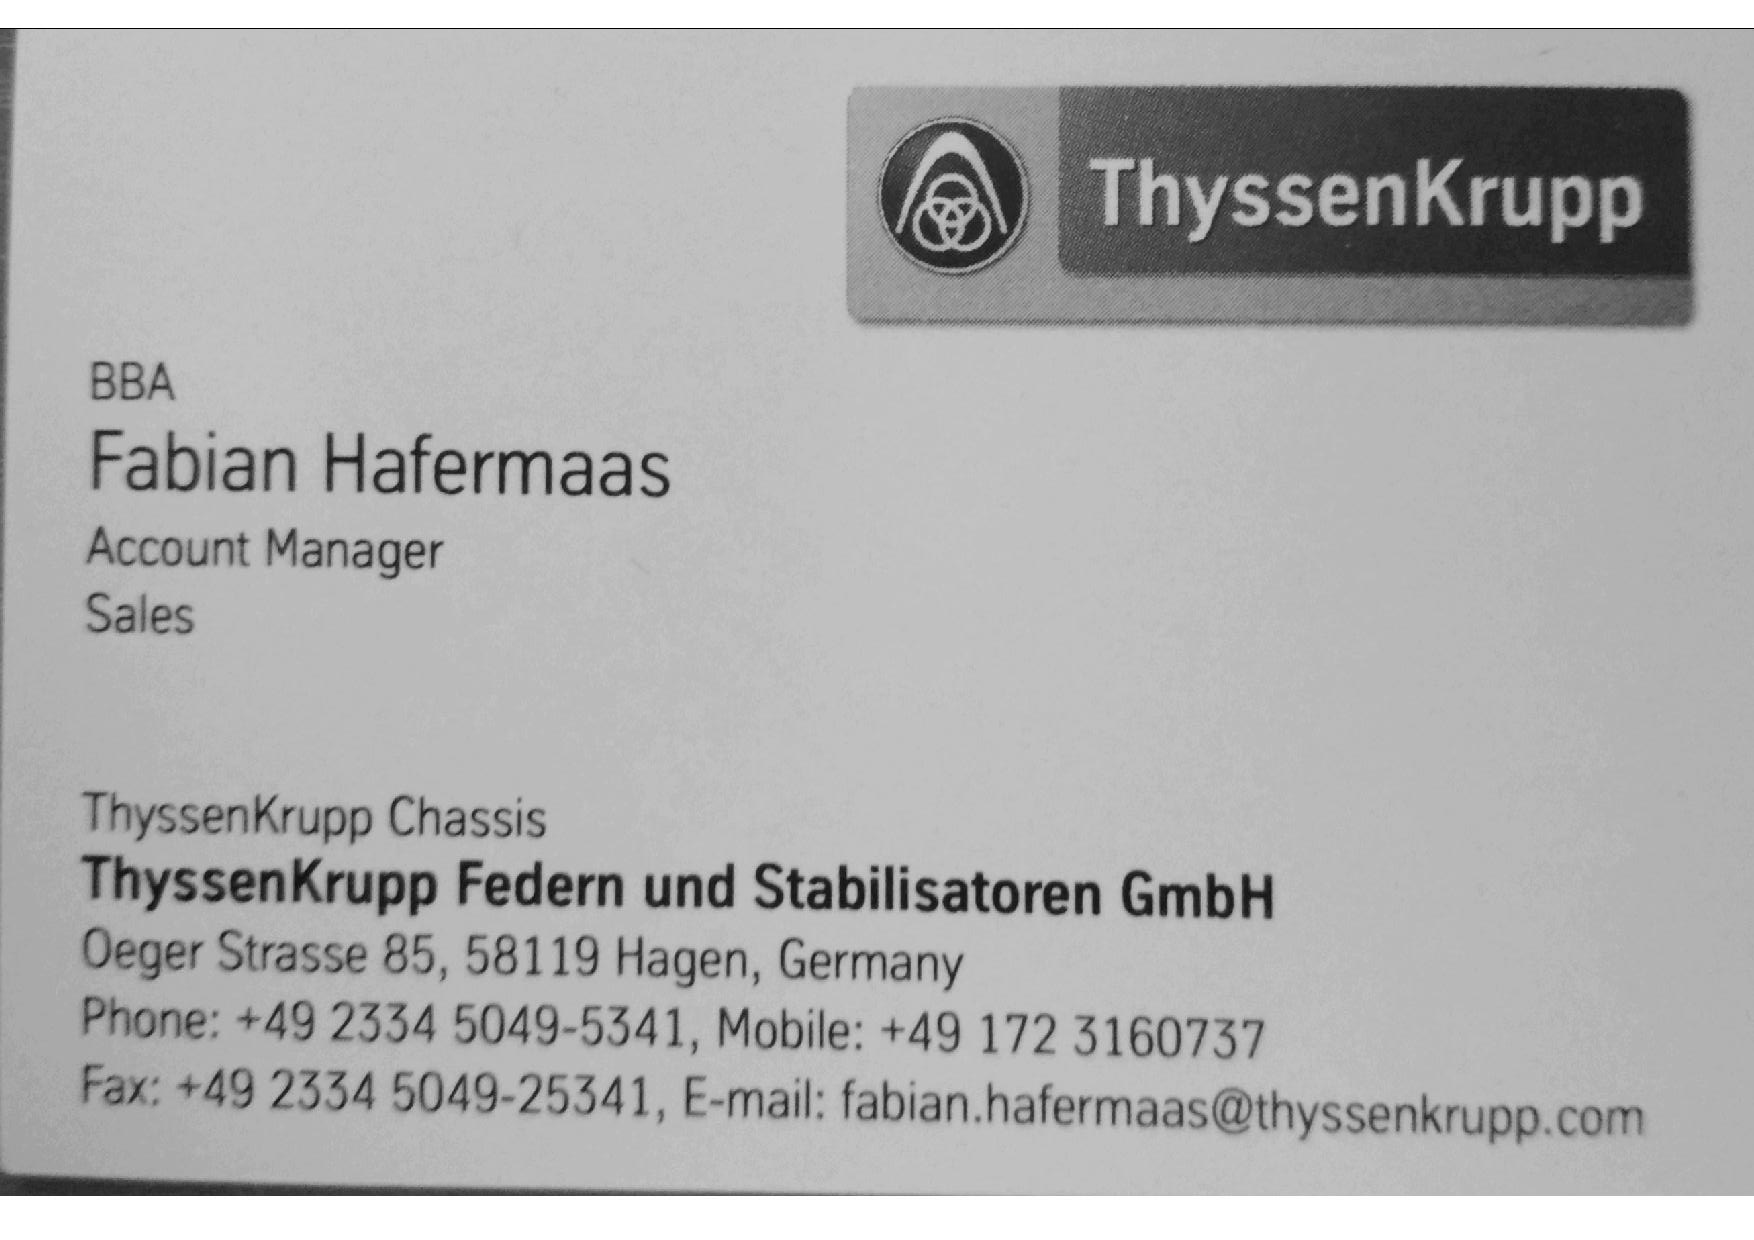 ThyssenKrupp
BBA
Fabian Hafermaas
Account Manager
Sales
ThyssenKrupp Chassis
ThyssenKrupp Federn und Stabilisatoren GmbH
Oeger Strasse 85, 58119 Hagen, Germany
Phone: +49 2334 5049-5341, Mobile: +49 172 3160737
Fax: +49 2334 5049-25341, E-mail: fabian.hafermaas@thyssenkrupp.com